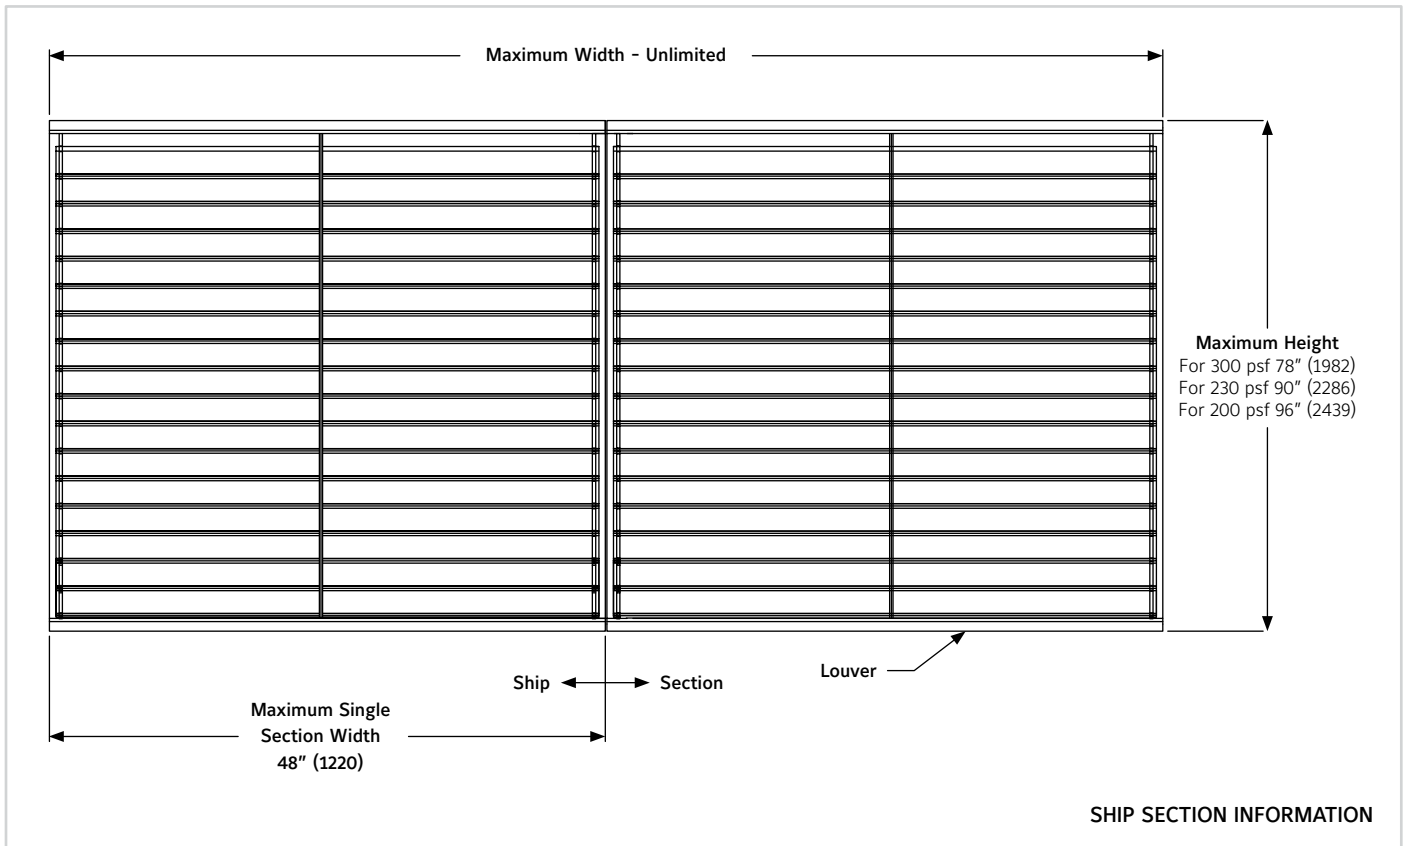 Maximum Width - Unlimited
Maximum Height
For 300 psf 78” (1982)
For 230 psf 90” (2286)
For 200 psf 96” (2439)
Louver
Ship
Section
Maximum Single
Section Width
48” (1220)
SHIP SECTION INFORMATION